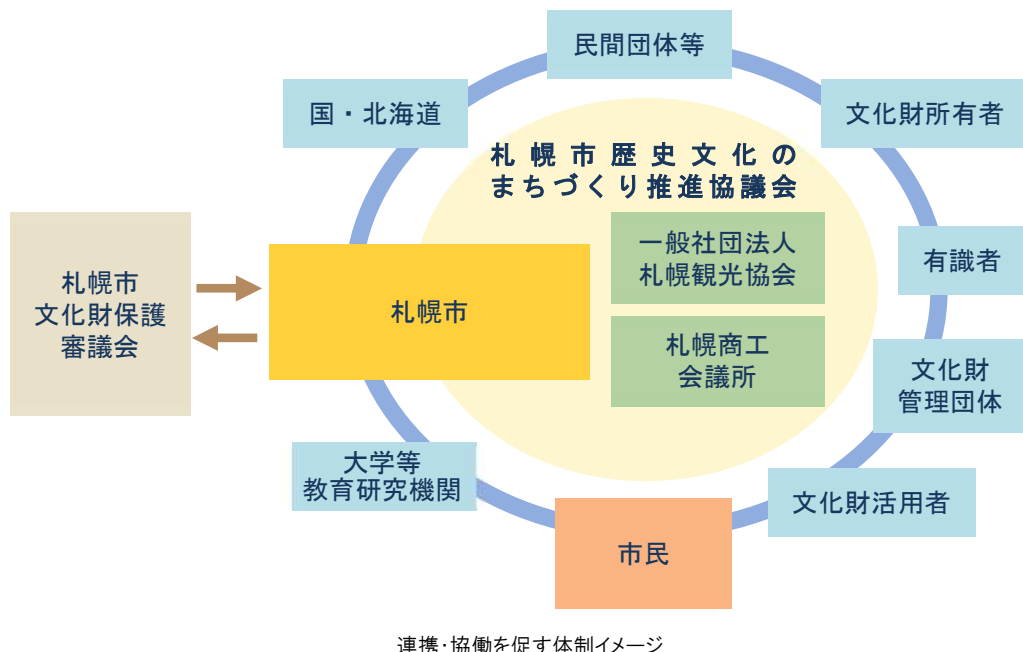 民間団体等
国・北海道
文化財所有者
札幌市歴史文化の
まちづくり推進協議会
一般社団法人
札幌観光協会
有識者
札幌市
文化財保護
審議会
札幌市
札幌商工
会議所
文化財
管理団体
大学等
教育研究機関
文化財活用者
市民
連携・協働を促す体制イメージ